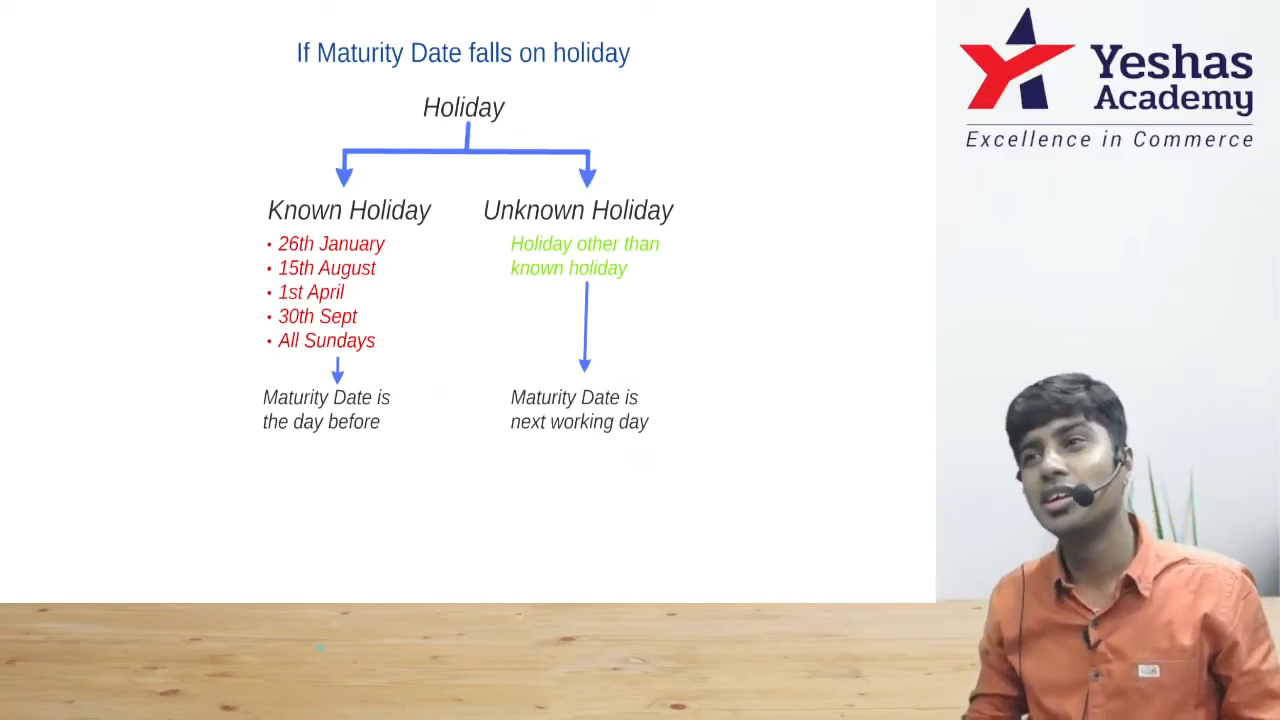 If Maturity Date falls on holiday
Holiday
Known Holiday
• 26th January
• 15th August
• 1st April
• 30th Sept
• All Sundays
Maturity Date is
the day before
Unknown Holiday
Holiday other than
known holiday
Maturity Date is
next working day
Yeshas
Academy
Excellence in Commerce